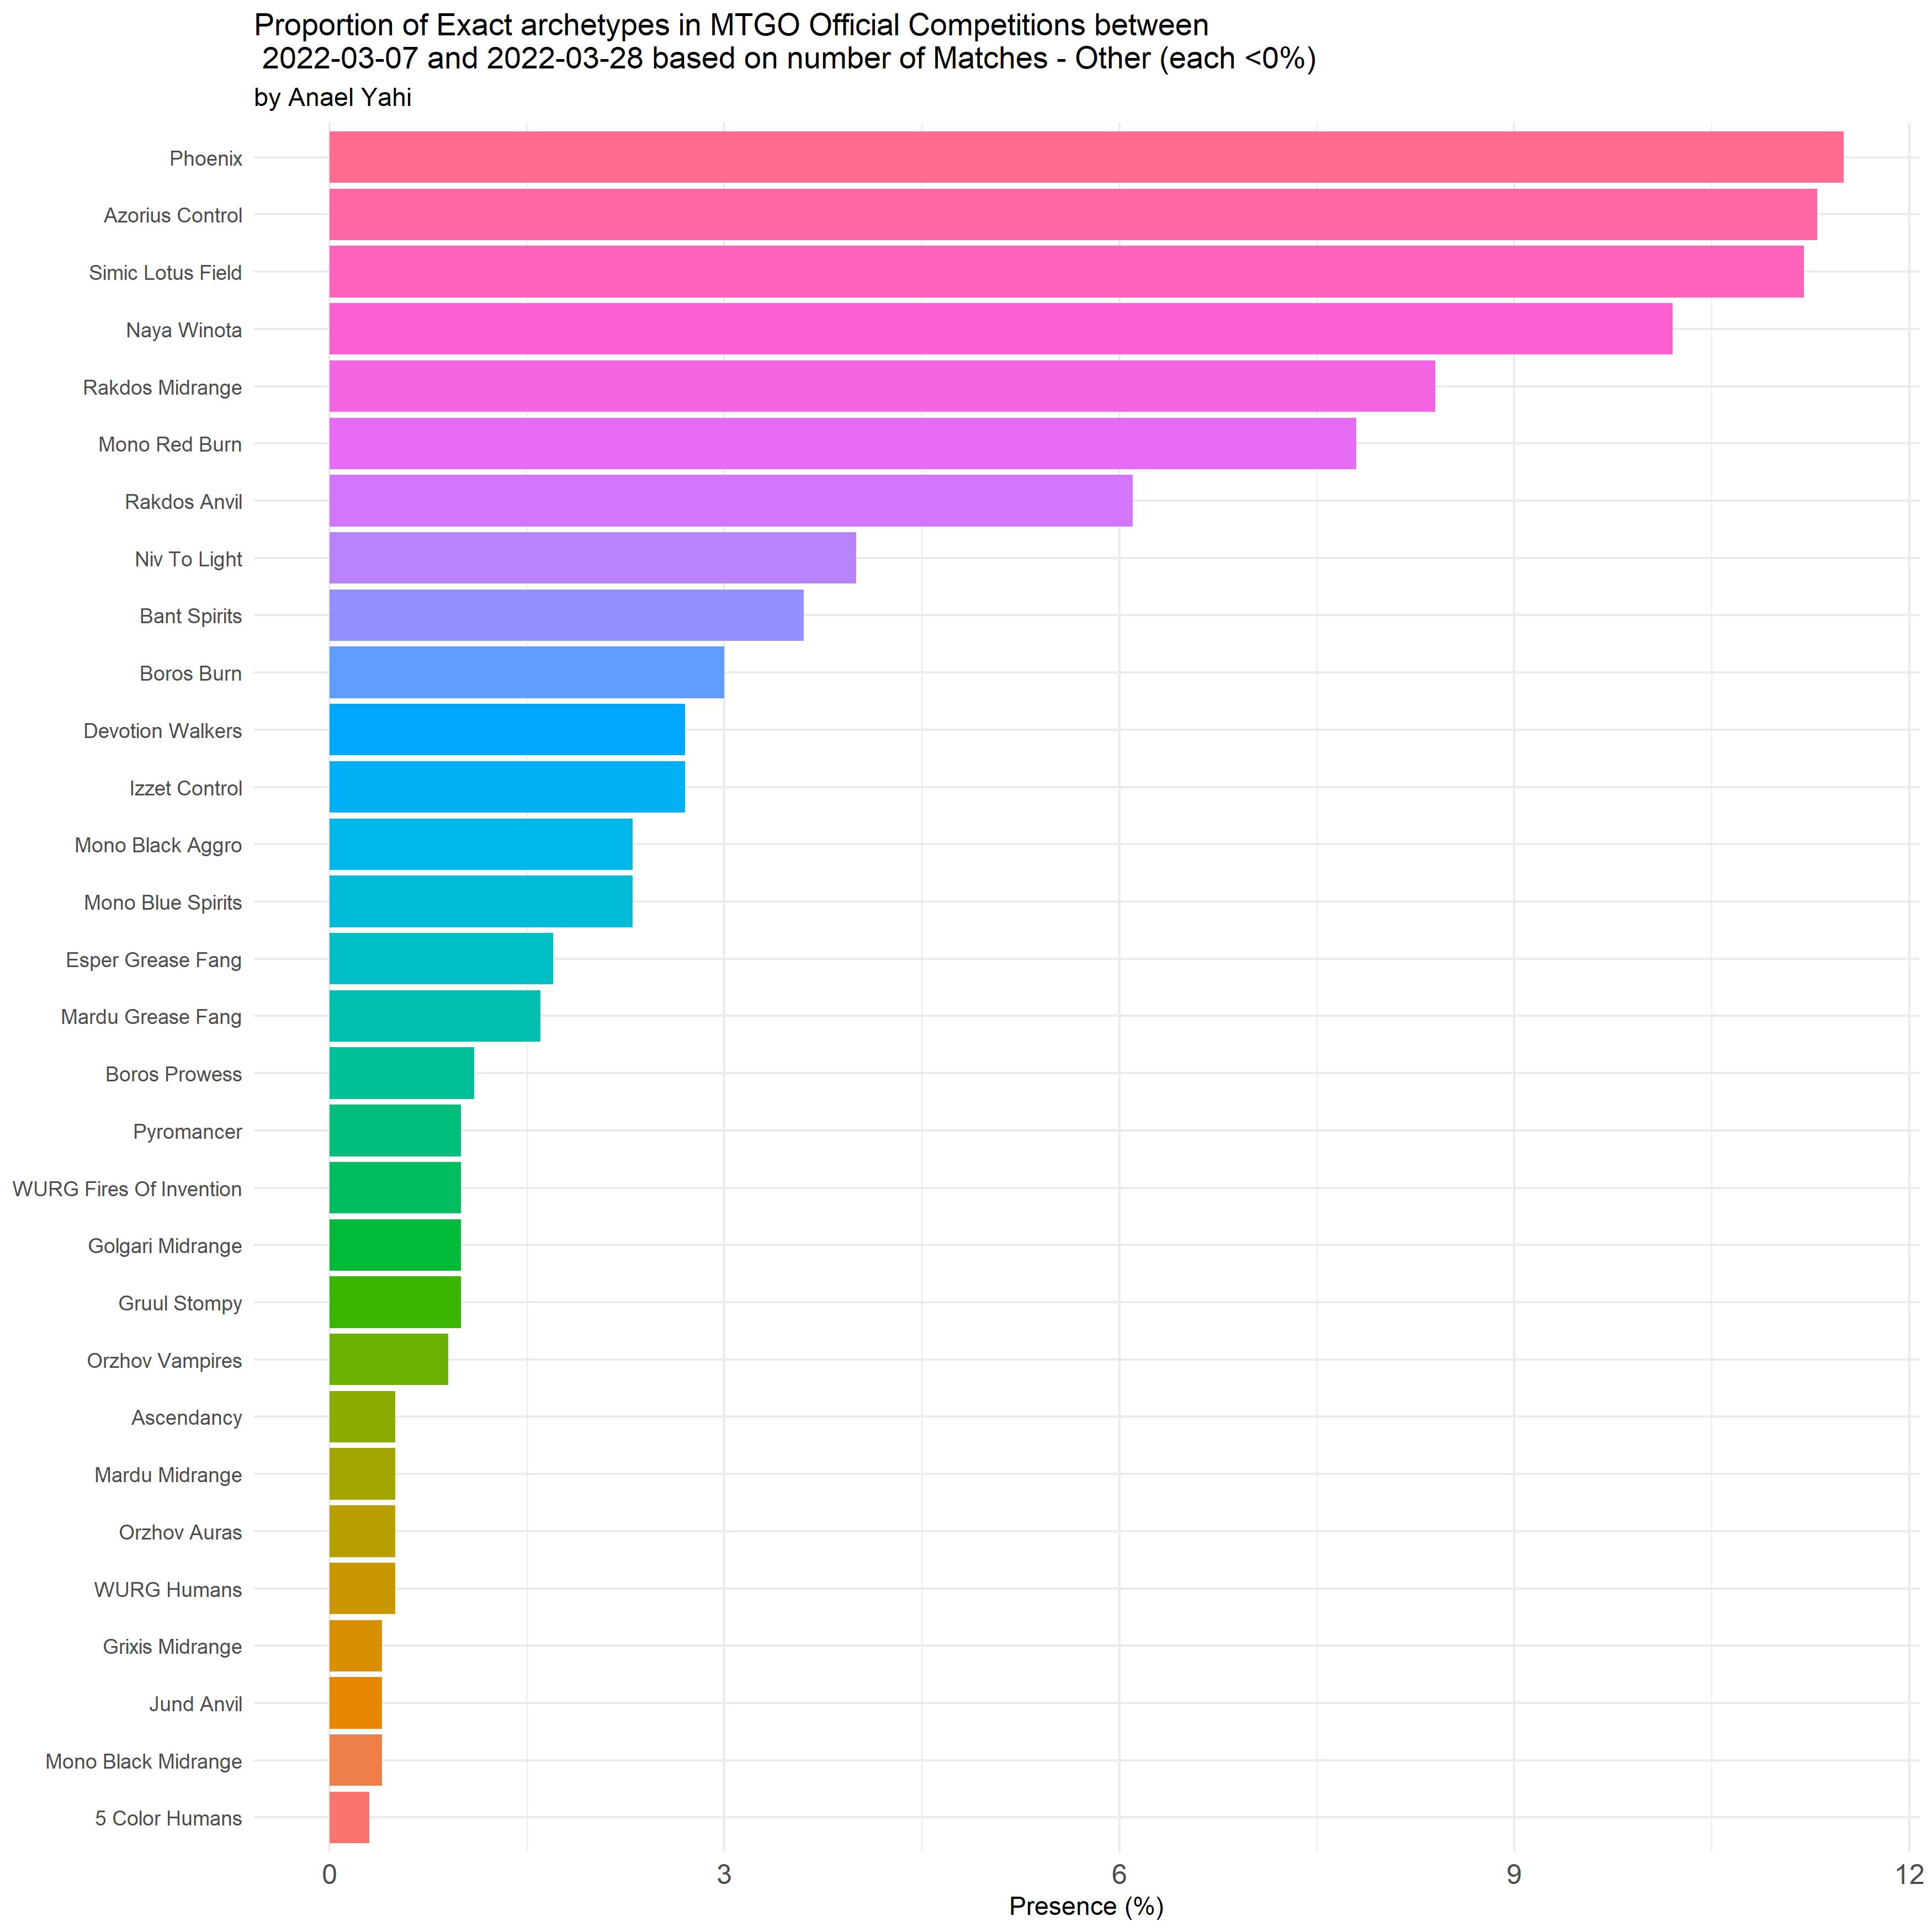 Proportion of Exact archetypes in MTGO Official Competitions between
2022-03-07 and 2022-03-28 based on number of Matches - Other (each <0%)
by Anael Yahi
Phoenix
Azorius Control
Simic Lotus Field
Naya Winota
Rakdos Midrange
Mono Red Burn
Rakdos Anvil
Niv To Light
Bant Spirits
Boros Burn
Devotion Walkers
Izzet Control
Mono Black Aggro
Mono Blue Spirits
Esper Grease Fang
Mardu Grease Fang
Boros Prowess
Pyromancer
WURG Fires Of Invention
Golgari Midrange
Gruul Stompy
Orzhov Vampires
Ascendancy
Mardu Midrange
Orzhov Auras
WURG Humans
Grixis Midrange
Jund Anvil
Mono Black Midrange
5 Color Humans
0 3 6 9 12
Presence (%)